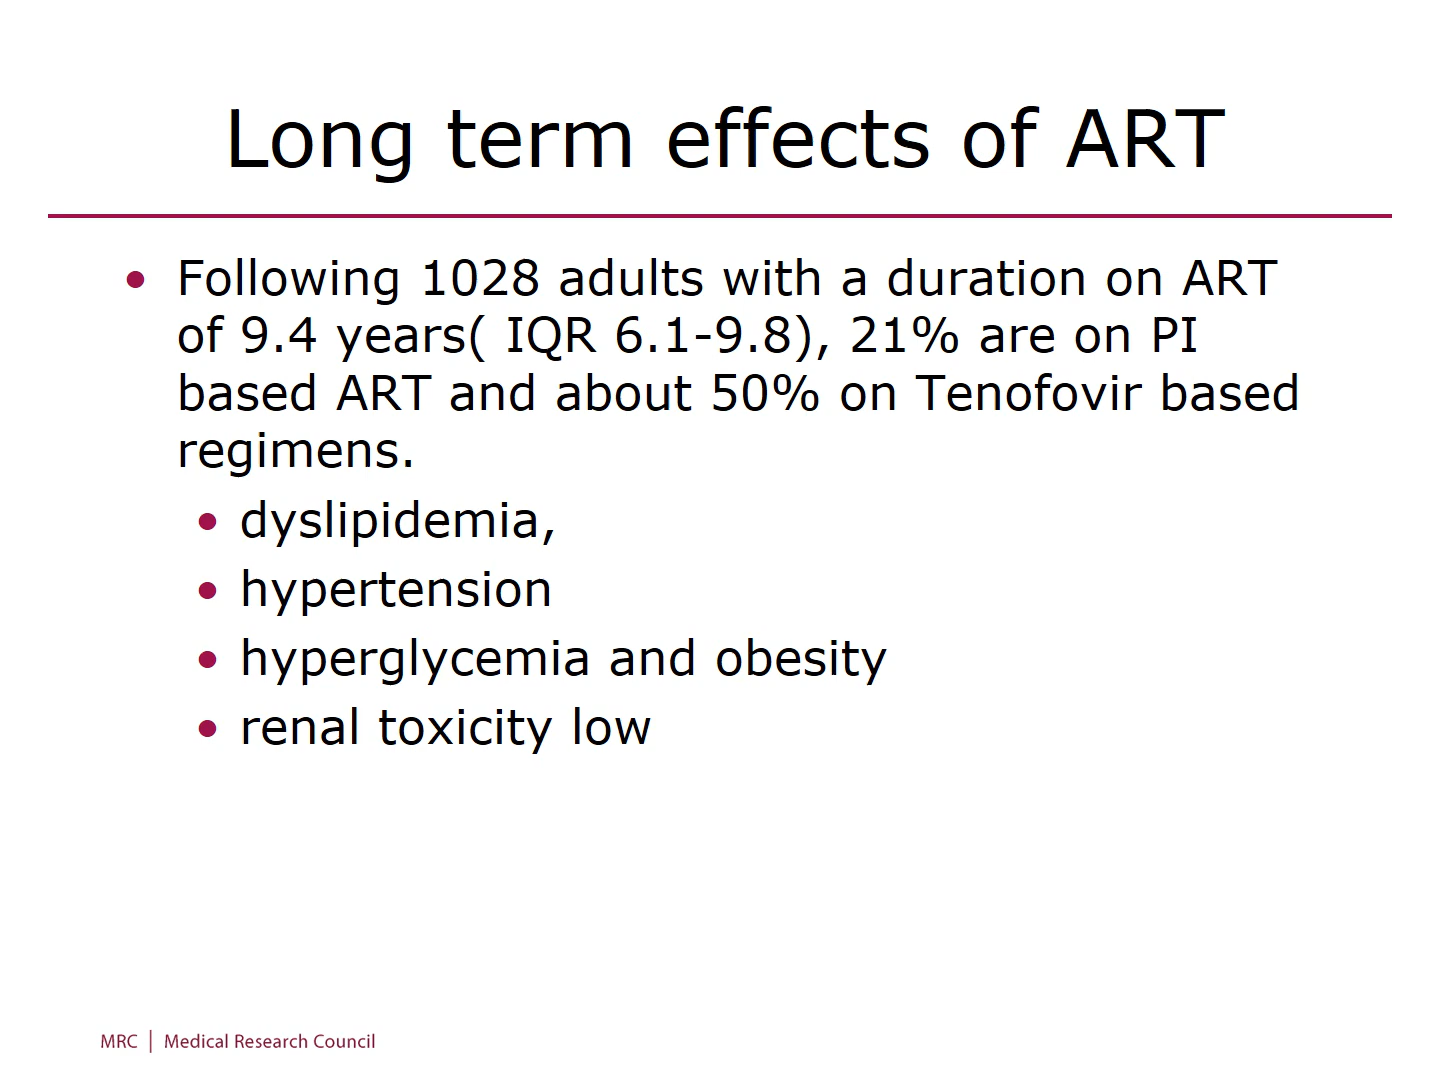 Long term effects of ART
• Following 1028 adults with a duration on ART
of 9.4 years( IQR 6.1-9.8), 21% are on PI
based ART and about 50% on Tenofovir based
regimens.
• dyslipidemia,
• hypertension
• hyperglycemia and obesity
• renal toxicity low
MRC | Medical Research Council